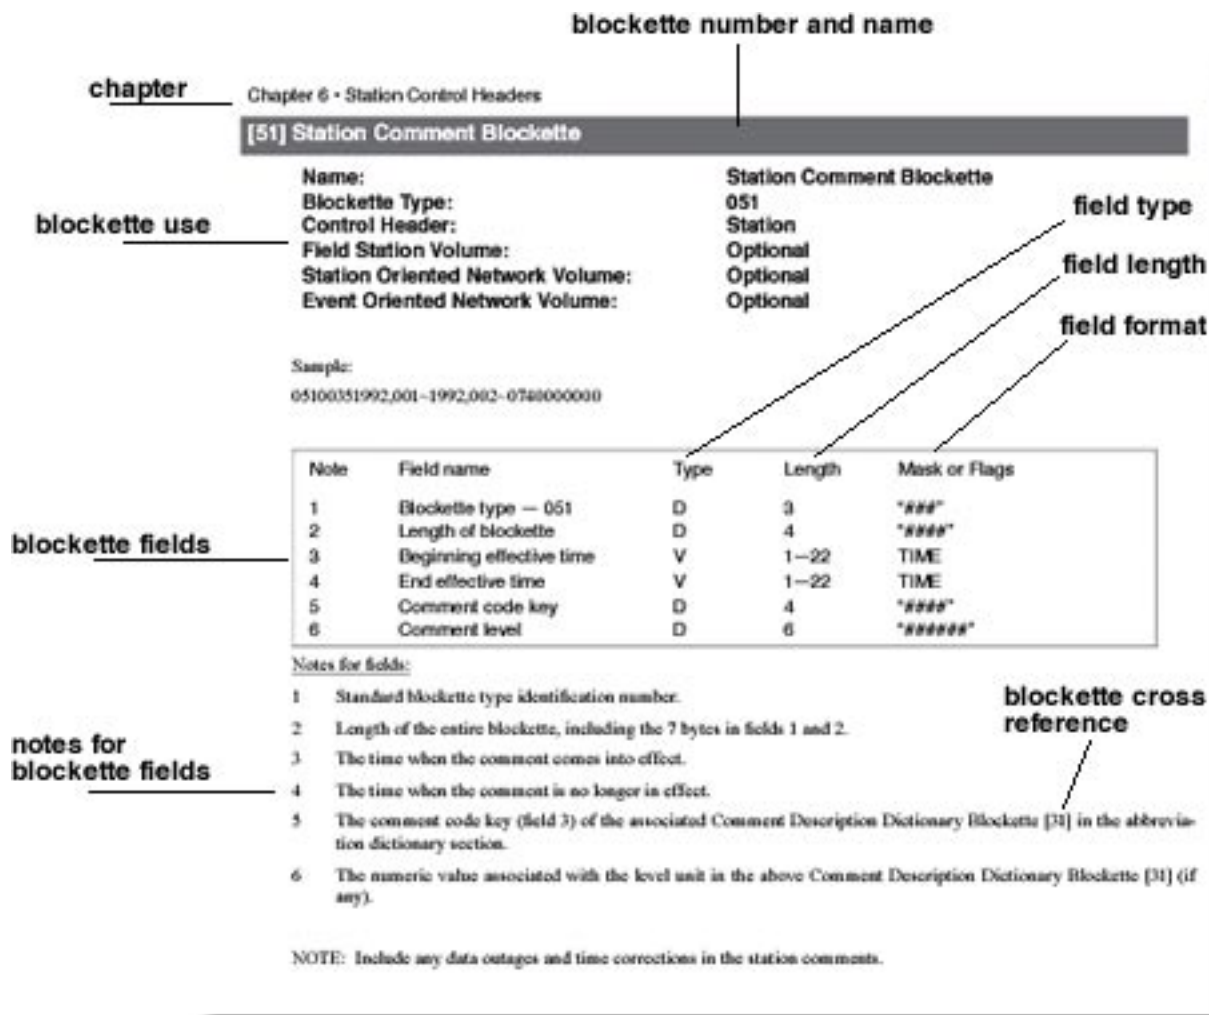 blockette number and name
chapter
Chapter 6 • Station Control Headers
[51] Station Comment Blockette
Name: Station Comment Blockette
Blockette Type: 051
Control Header: Station
Field Station Volume: Optional
Station Oriented Network Volume: Optional
Event Oriented Network Volume: Optional
blockette use
field type
field length
field format
Sample:
05100351992,001~1992,002~0740000000
Note Field name Type Length Mask or Flags
1 Blockette type — 051 D 3 "###"
2 Length of blockette D 4 "####"
3 Beginning effective time V 1–22 TIME
4 End effective time V 1–22 TIME
5 Comment code key D 4 "####"
6 Comment level D 6 "######"
blockette fields
Notes for fields:
1 Standard blockette type identification number.
2 Length of the entire blockette, including the 7 bytes in fields 1 and 2.
3 The time when the comment comes into effect.
4 The time when the comment is no longer in effect.
5 The comment code key (field 3) of the associated Comment Description Dictionary Blockette [31] in the abbrevia-
tion dictionary section.
6 The numeric value associated with the level unit in the above Comment Description Dictionary Blockette [31] (if
any).
notes for
blockette fields
blockette cross
reference
NOTE: Include any data outages and time corrections in the station comments.